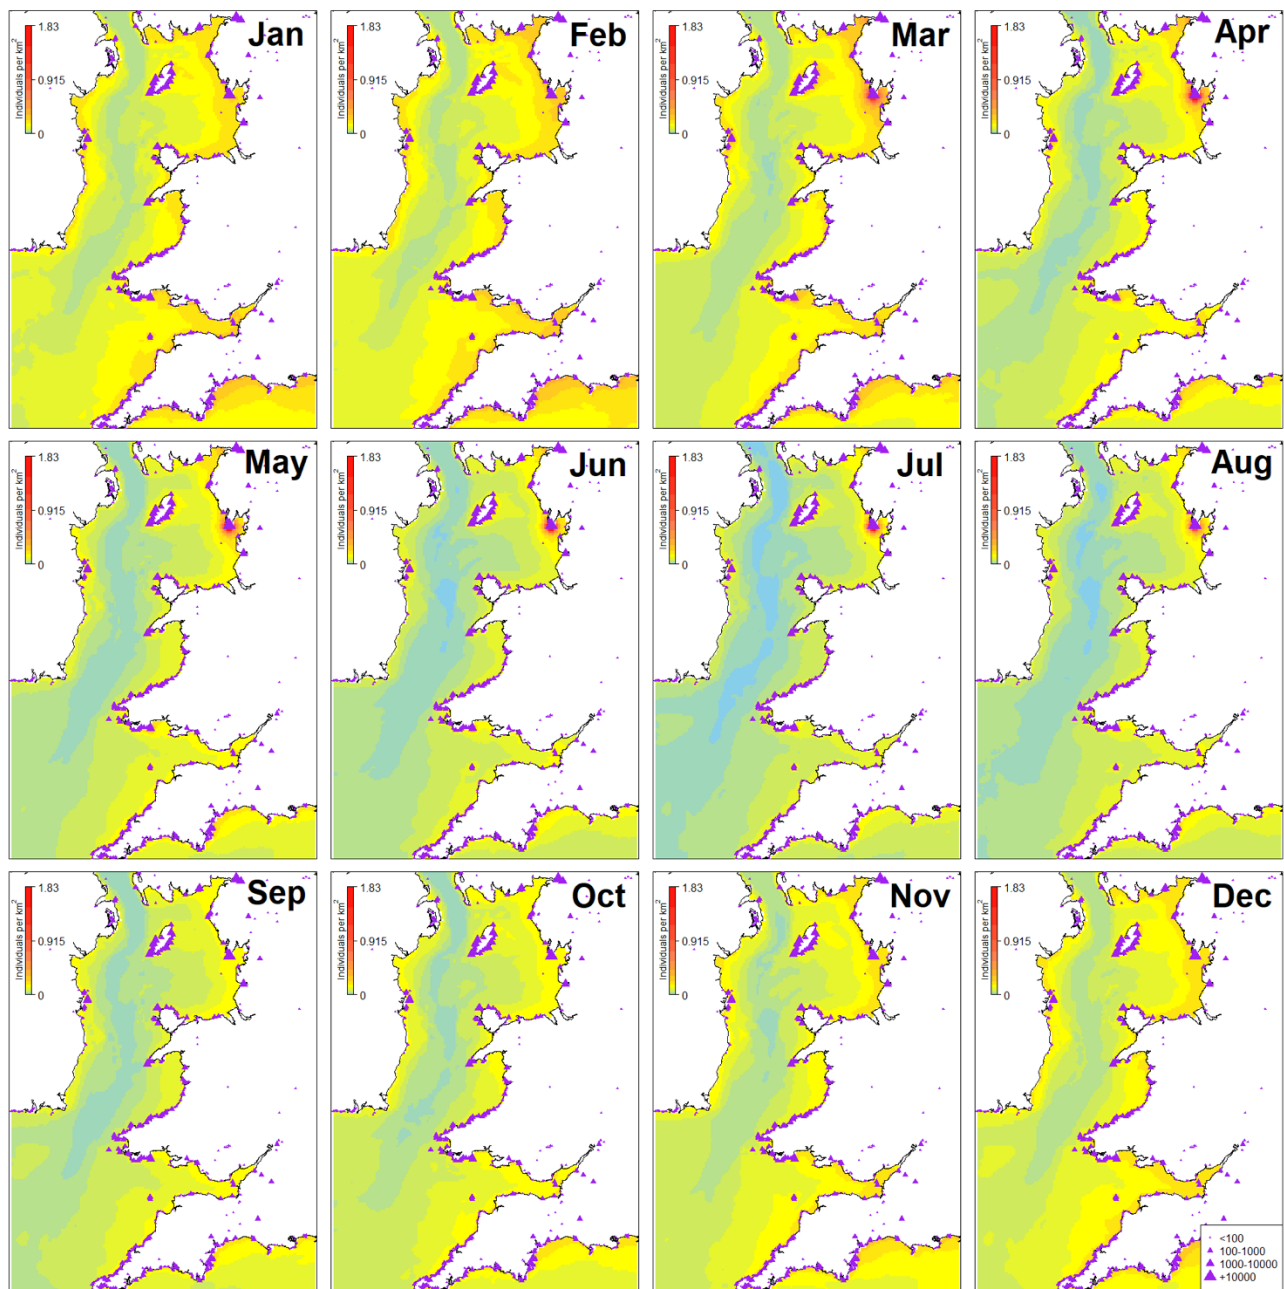 Jan
1.83
0.915
0
Individuals per km²
Feb
1.83
0.915
0
Individuals per km²
Mar
1.83
0.915
0
Individuals per km²
Apr
1.83
0.915
0
Individuals per km²
May
1.83
0.915
0
Individuals per km²
Jun
1.83
0.915
0
Individuals per km²
Jul
1.83
0.915
0
Individuals per km²
Aug
1.83
0.915
0
Individuals per km²
Sep
1.83
0.915
0
Individuals per km²
Oct
1.83
0.915
0
Individuals per km²
Nov
1.83
0.915
0
Individuals per km²
Dec
1.83
0.915
0
Individuals per km²
<100
100-1000
1000-10000
+10000